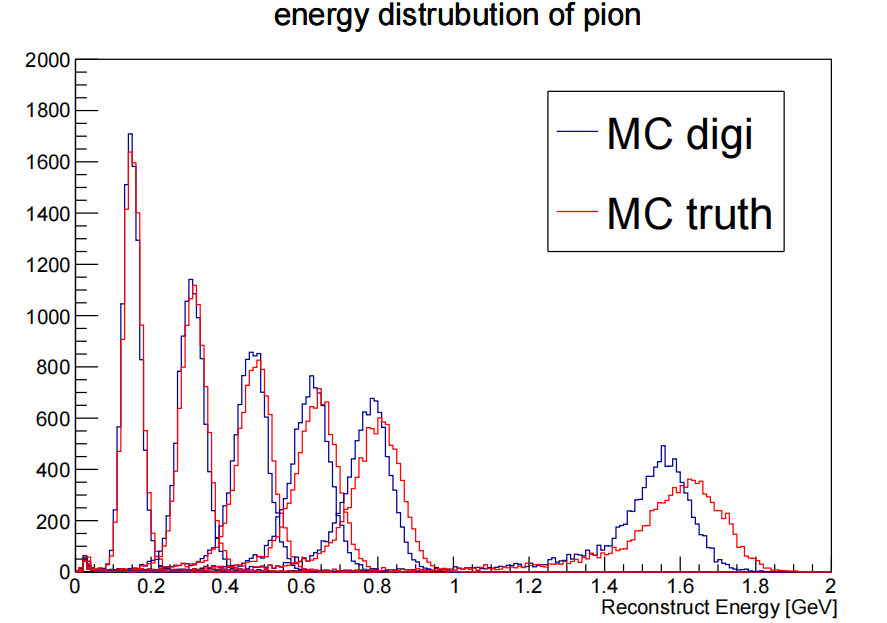 energy distrubution of pion
2000
1800
1600
1400
1200
1000
800
600
400
200
0
MC digi
MC truth
0 0.2 0.4 0.6 0.8 1 1.2 1.4 1.6 1.8 2
Reconstruct Energy [GeV]